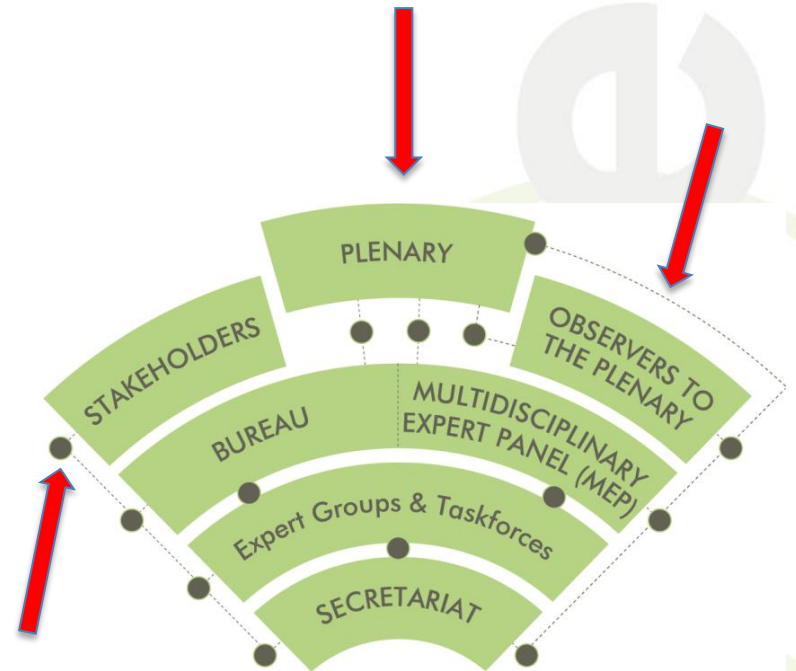 PLENARY
STAKEHOLDERS
OBSERVERS TO
THE PLENARY
BUREAU
MULTIDISCIPLINARY
EXPERT PANEL (MEP)
Expert Groups & Taskforces
SECRETARIAT